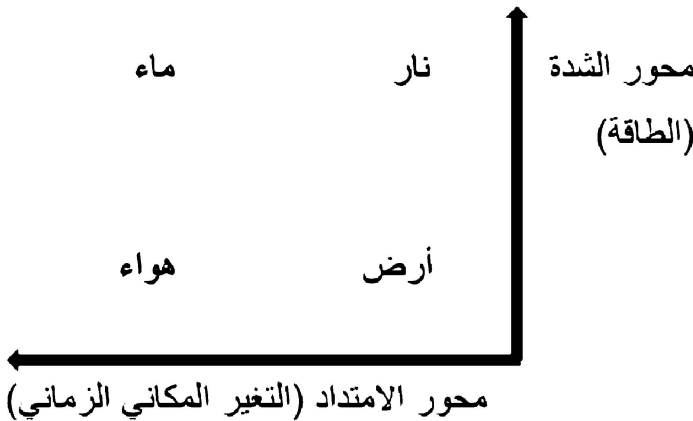 محور الشدة
(الطاقة)
نار
ماء
أرض
هواء
محور الامتداد (التغير المكاني الزماني)